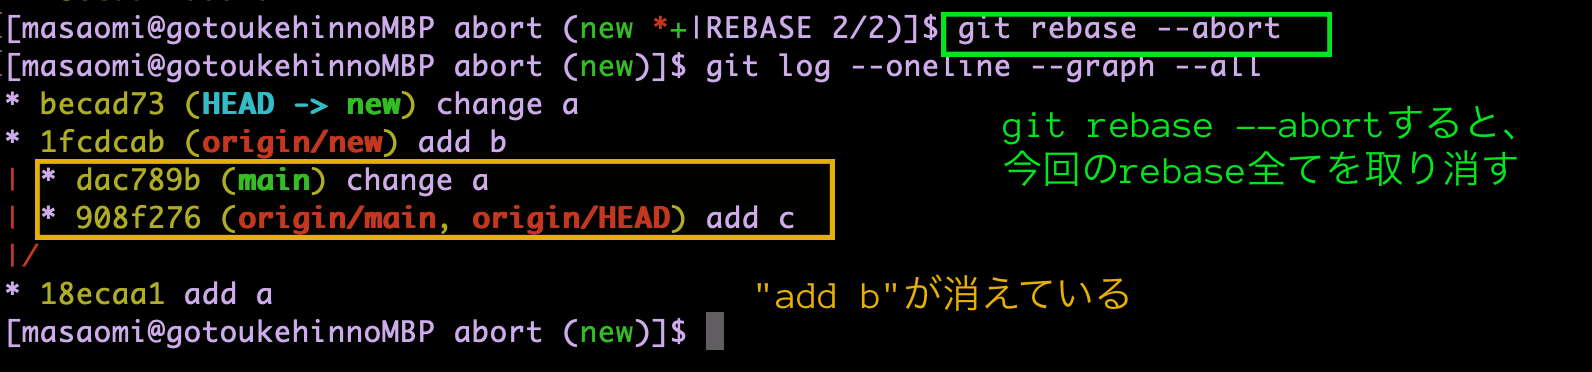 [masaomi@gotoukehinnoMBP abort (new *+|REBASE 2/2)]$ git rebase --abort
[masaomi@gotoukehinnoMBP abort (new)]$ git log --oneline --graph --all
* becad73 (HEAD -> new) change a
* 1fcdcab (origin/new) add b
| * dac789b (main) change a
| * 908f276 (origin/main, origin/HEAD) add c
|/
* 18ecaa1 add a
[masaomi@gotoukehinnoMBP abort (new)]$
git rebase --abortすると、
今回のrebase全てを取り消す
"add b"が消えている